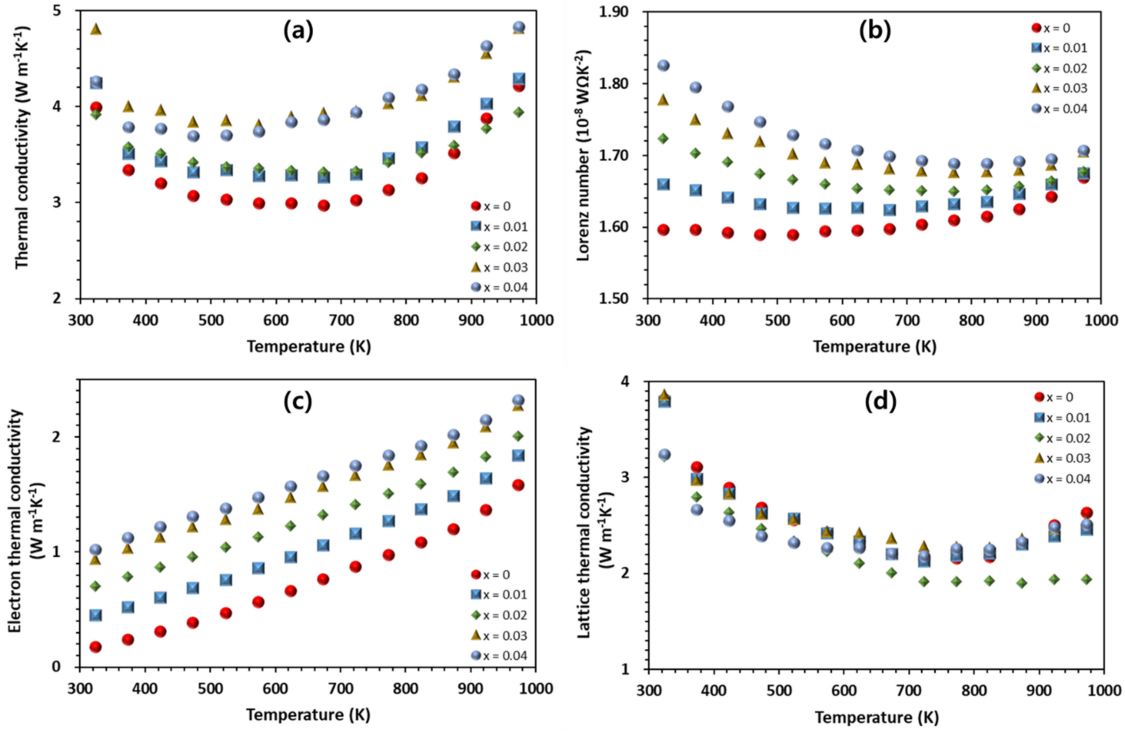 (a)
Thermal conductivity (W m⁻¹K⁻¹)
5
4
3
2
x = 0
x = 0.01
x = 0.02
x = 0.03
x = 0.04
300 400 500 600 700 800 900 1000
Temperature (K)
(b)
Lorenz number (10⁻⁸ WΩK⁻²)
1.90
1.80
1.70
1.60
1.50
x = 0
x = 0.01
x = 0.02
x = 0.03
x = 0.04
300 400 500 600 700 800 900 1000
Temperature (K)
(c)
Electron thermal conductivity
(W m⁻¹K⁻¹)
2
1
0
x = 0
x = 0.01
x = 0.02
x = 0.03
x = 0.04
300 400 500 600 700 800 900 1000
Temperature (K)
(d)
Lattice thermal conductivity
(W m⁻¹K⁻¹)
4
3
2
1
x = 0
x = 0.01
x = 0.02
x = 0.03
x = 0.04
300 400 500 600 700 800 900 1000
Temperature (K)